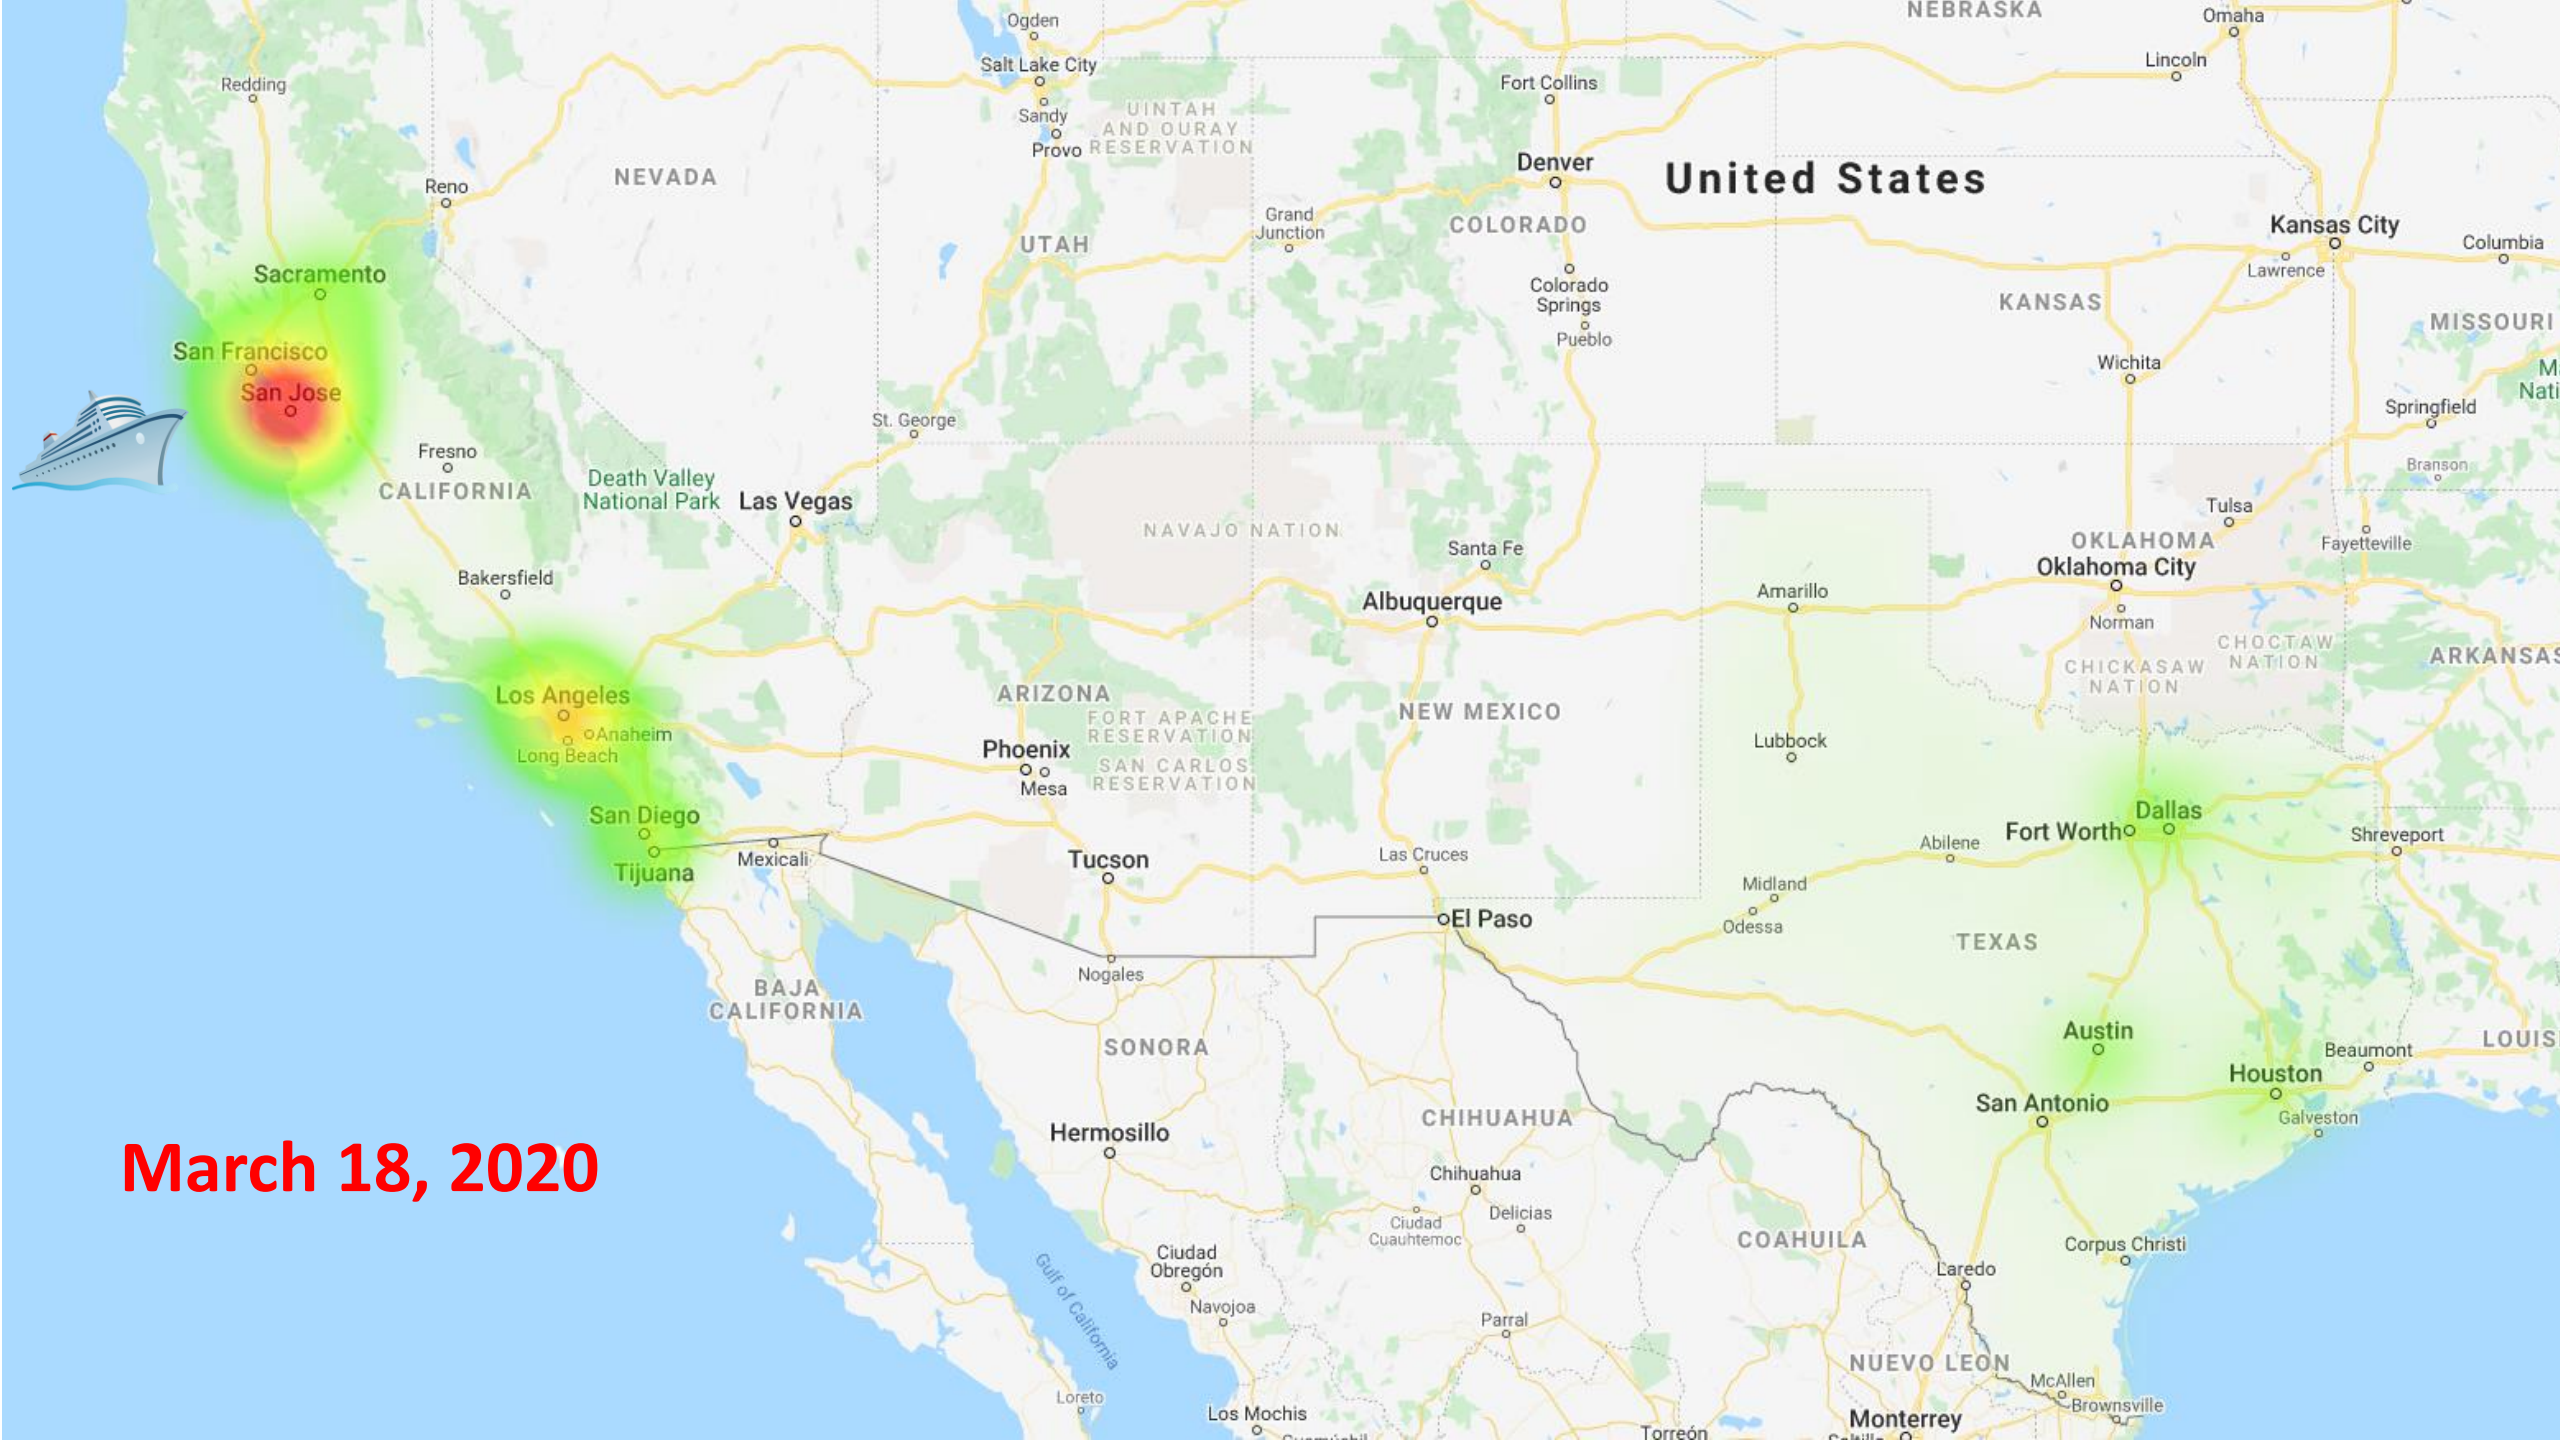 NEBRASKA
Ogden
Omaha
Lincoln
Salt Lake City
Redding
Fort Collins
Sandy
UINTAH
AND OURAY
RESERVATION
Provo
Denver
United States
NEVADA
Reno
Grand
Junction
COLORADO
Kansas City
Columbia
UTAH
Lawrence
Sacramento
Colorado
Springs
KANSAS
MISSOURI
Pueblo
San Francisco
Wichita
San Jose
Springfield
St. George
Fresno
CALIFORNIA
Death Valley
National Park
Las Vegas
Branson
Tulsa
NAVAJO NATION
Santa Fe
OKLAHOMA
Oklahoma City
Fayetteville
Bakersfield
Amarillo
Albuquerque
Norman
CHOCTAW
NATION
CHICKASAW
NATION
ARKANSAS
Los Angeles
Anaheim
Long Beach
ARIZONA
FORT APACHE
RESERVATION
NEW MEXICO
Phoenix
Mesa
SAN CARLOS
RESERVATION
Lubbock
San Diego
Tijuana
Mexicali
Tucson
Las Cruces
Abilene
Fort Worth
Dallas
Shreveport
Midland
Odessa
El Paso
TEXAS
Nogales
BAJA
CALIFORNIA
SONORA
Austin
LOUIS
Beaumont
Houston
San Antonio
Galveston
CHIHUAHUA
Hermosillo
March 18, 2020
Chihuahua
Ciudad
Cuauhtemoc
Delicias
COAHUILA
Corpus Christi
Ciudad
Obregón
Laredo
Gulf of California
Navojoa
Parral
NUEVO LEON
McAllen
Brownsville
Loreto
Los Mochis
Monterrey
Torreón